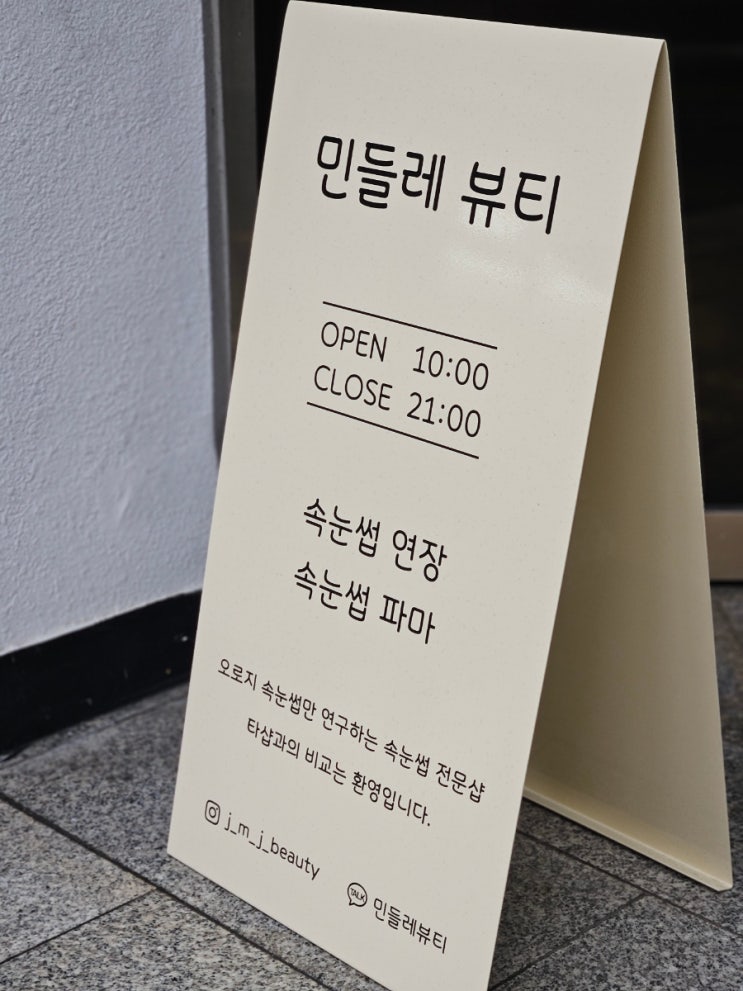 민들레 뷰티
OPEN 10:00
CLOSE 21:00
속눈썹 연장
속눈썹 파마
오로지 속눈썹만 연구하는 속눈썹 전문샵
타샵과의 비교는 환영입니다.
j_m_j_beauty
TALK 민들레뷰티